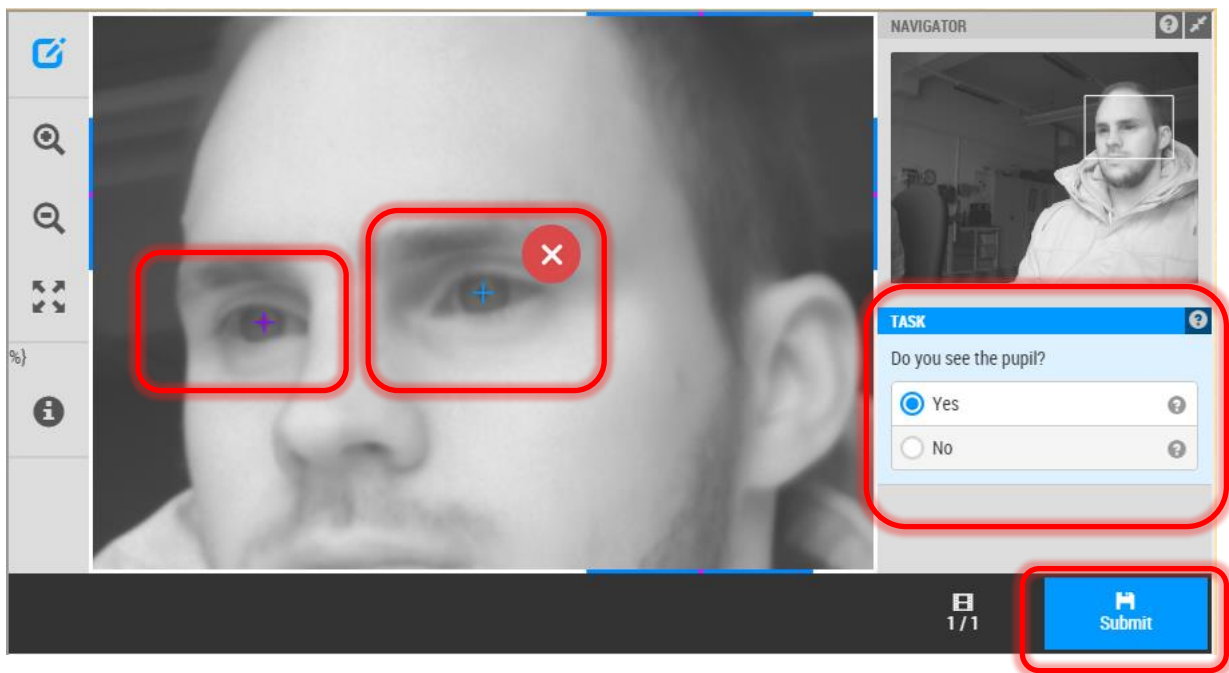 NAVIGATOR
%}
TASK
Do you see the pupil?
Yes
No
1 / 1
Submit